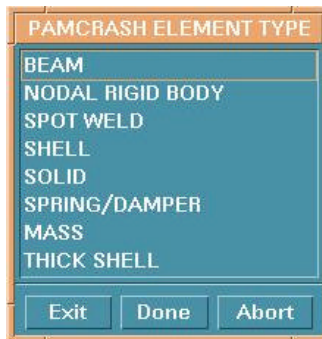 PAMCRASH ELEMENT TYPE
BEAM
NODAL RIGID BODY
SPOT WELD
SHELL
SOLID
SPRING/DAMPER
MASS
THICK SHELL
Exit Done Abort